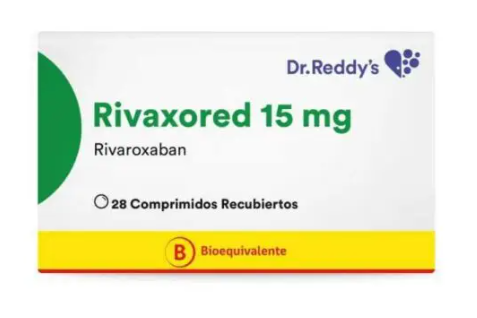 Dr.Reddy's
Rivaxored 15 mg
Rivaroxaban
28 Comprimidos Recubiertos
B Bioequivalente